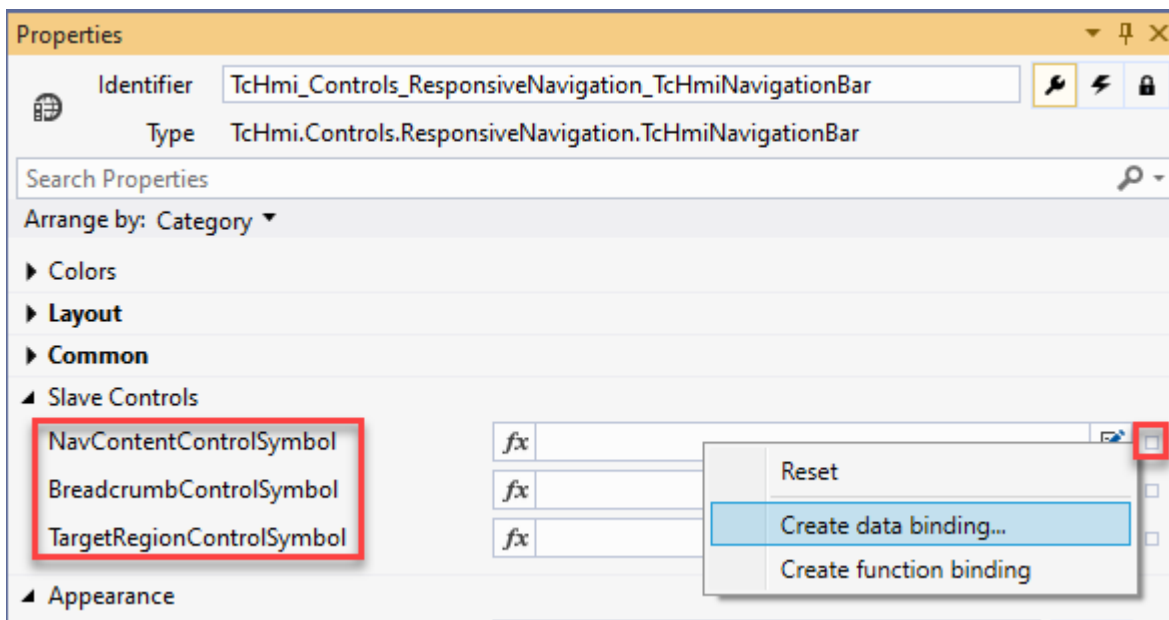 Properties
Identifier TcHmi_Controls_ResponsiveNavigation_TcHmiNavigationBar
Type TcHmi.Controls.ResponsiveNavigation.TcHmiNavigationBar
Search Properties
Arrange by: Category
Colors
Layout
Common
Slave Controls
NavContentControlSymbol fx
BreadcrumbControlSymbol fx
TargetRegionControlSymbol fx
Reset
Create data binding...
Create function binding
Appearance